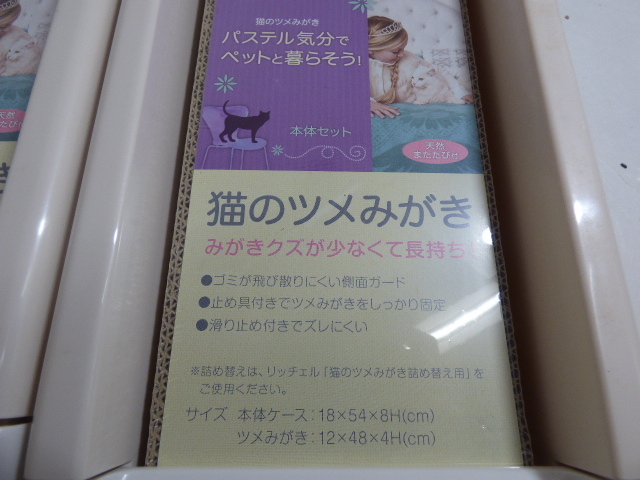 猫のツメみがき
パステル気分で
ペットと暮らそう!
本体セット
天然
またたび付
猫のツメみがき
みがきクズが少なくて長持ち!
●ゴミが飛び散りにくい側面ガード
●止め具付きでツメみがきをしっかり固定
●滑り止め付きでズレにくい
※詰め替えは、リッチェル「猫のツメみがき詰め替え用」を
ご使用ください。
サイズ 本体ケース:18×54×8H(cm)
ツメみがき:12×48×4H(cm)